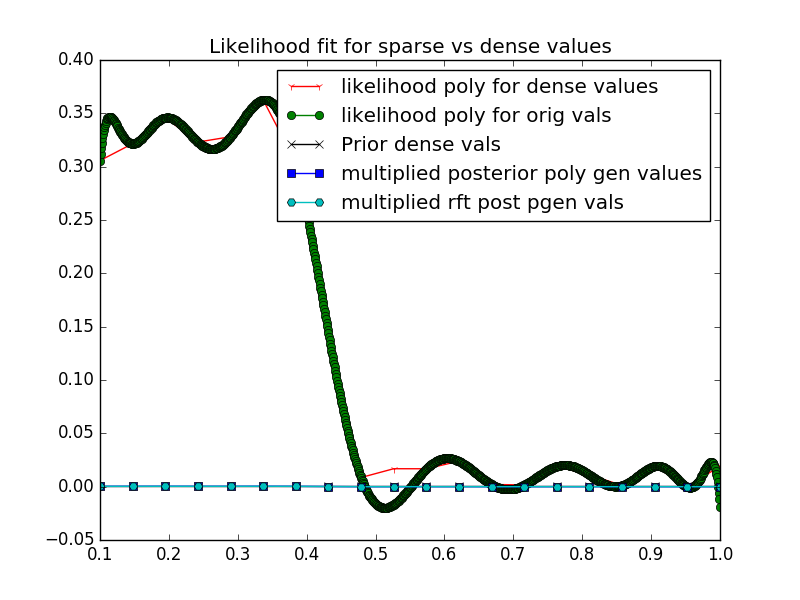 Likelihood fit for sparse vs dense values
0.40
0.35
0.30
0.25
0.20
0.15
0.10
0.05
0.00
−0.05
likelihood poly for dense values
likelihood poly for orig vals
Prior dense vals
multiplied posterior poly gen values
multiplied rft post pgen vals
0.1 0.2 0.3 0.4 0.5 0.6 0.7 0.8 0.9 1.0